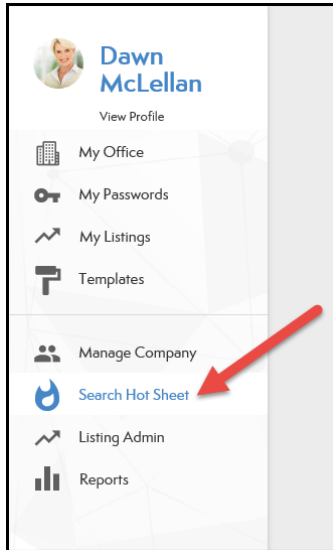 Dawn
McLellan
View Profile
My Office
My Passwords
My Listings
Templates
Manage Company
Search Hot Sheet
Listing Admin
Reports